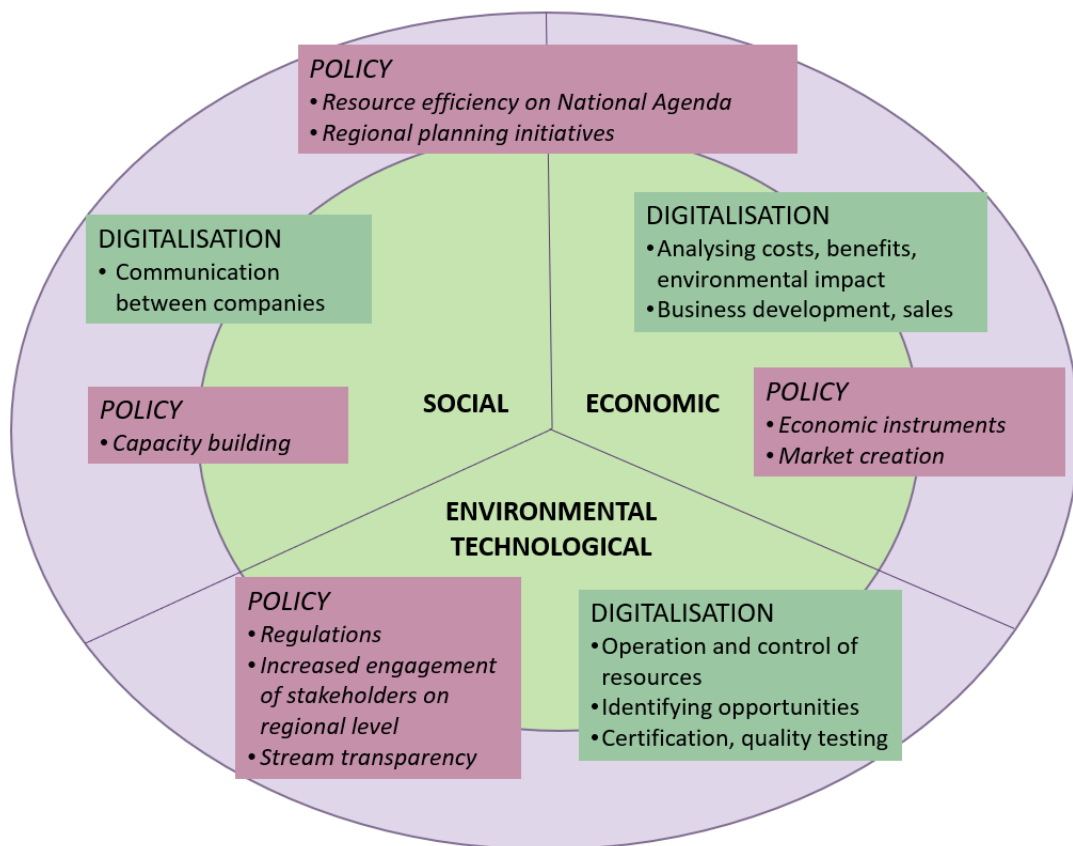 POLICY
• Resource efficiency on National Agenda
• Regional planning initiatives
DIGITALISATION
• Communication
between companies
DIGITALISATION
• Analysing costs, benefits,
environmental impact
• Business development, sales
POLICY
• Capacity building
SOCIAL
ECONOMIC
POLICY
• Economic instruments
• Market creation
ENVIRONMENTAL
TECHNOLOGICAL
POLICY
• Regulations
• Increased engagement
of stakeholders on
regional level
• Stream transparency
DIGITALISATION
• Operation and control of
resources
• Identifying opportunities
• Certification, quality testing